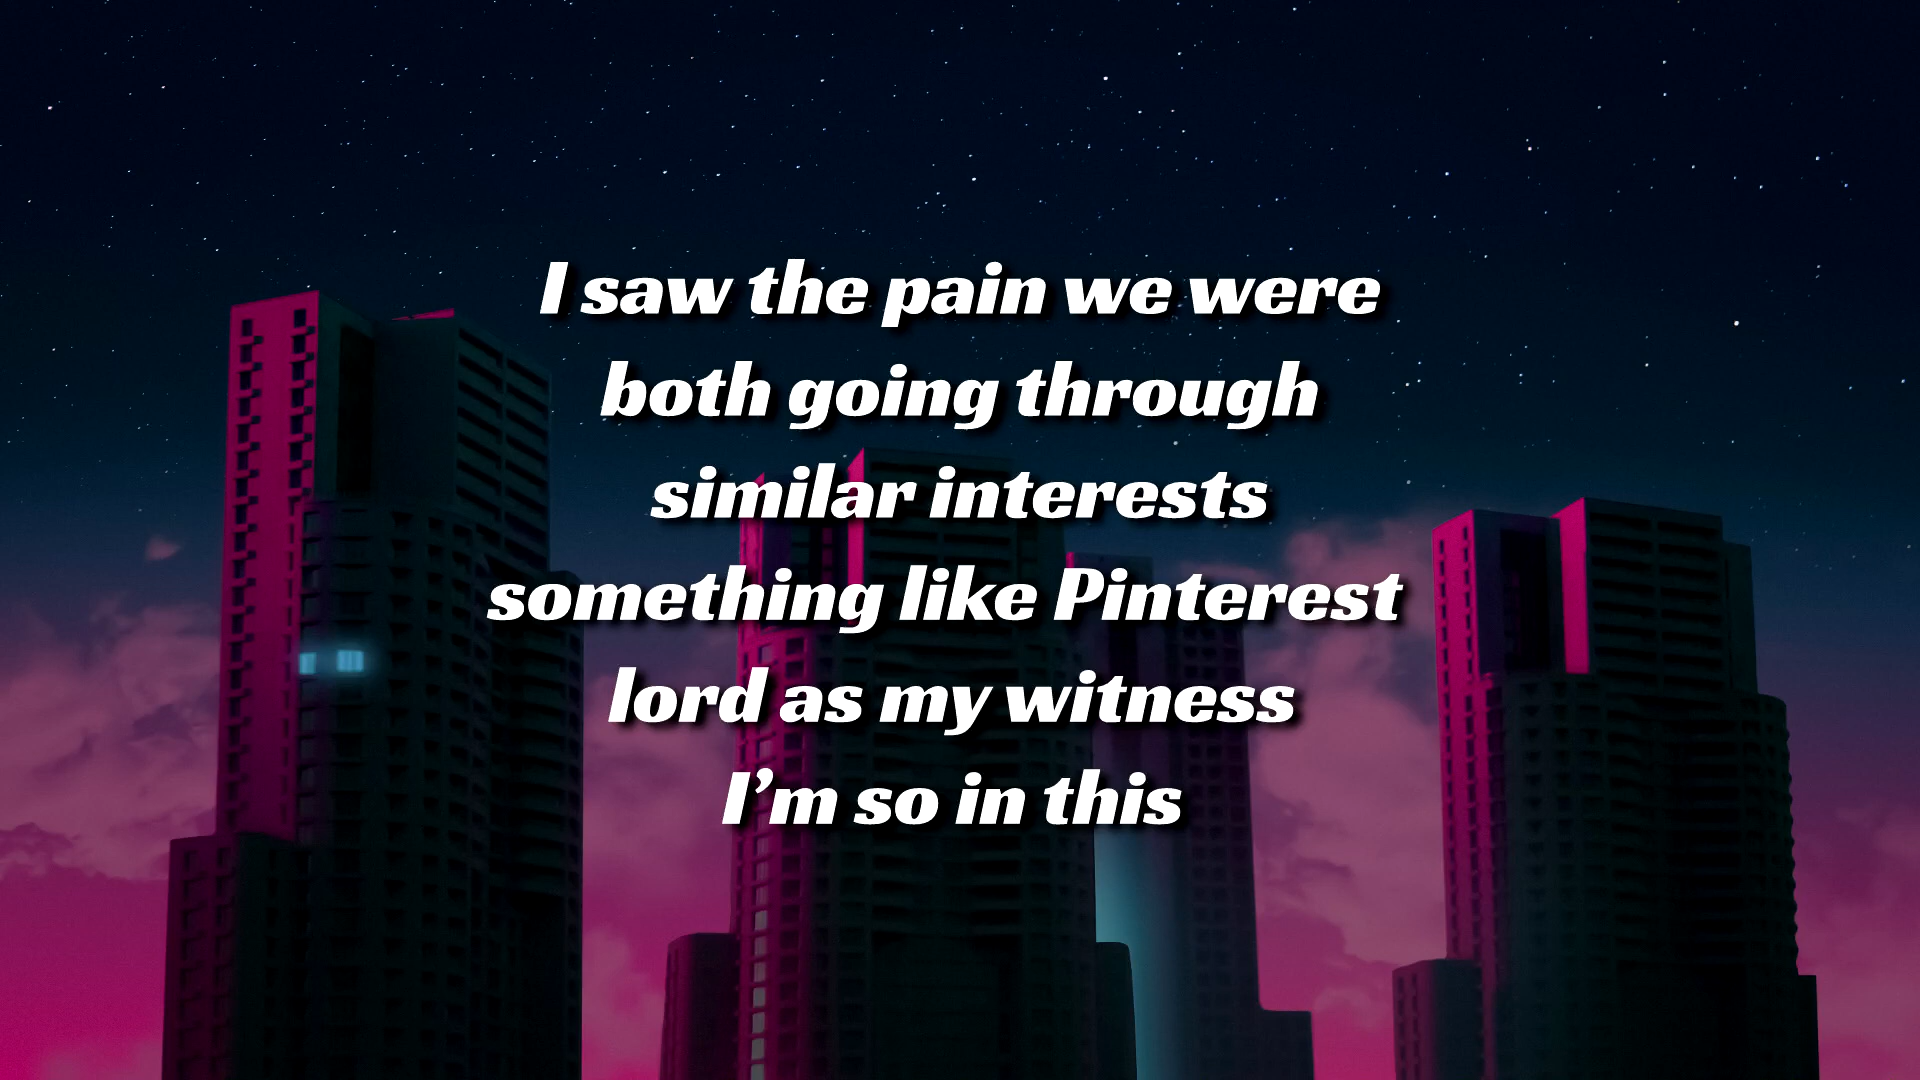 I saw the pain we were
both going through
similar interests
something like Pinterest
lord as my witness
I’m so in this